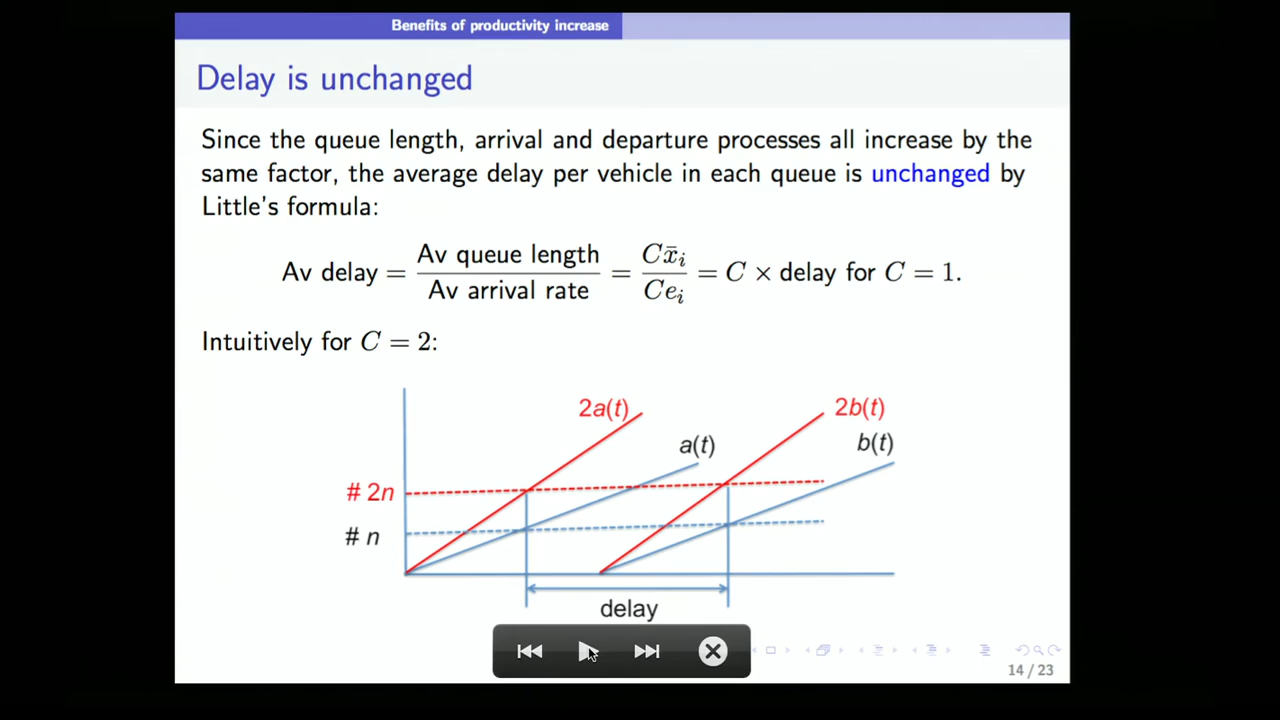 Benefits of productivity increase
Delay is unchanged
Since the queue length, arrival and departure processes all increase by the
same factor, the average delay per vehicle in each queue is unchanged by
Little's formula:
Av delay = Av queue length / Av arrival rate = Cx̄ᵢ / Ceᵢ = C × delay for C = 1.
Intuitively for C = 2:
2a(t)
2b(t)
a(t)
b(t)
# 2n
# n
delay
14 / 23